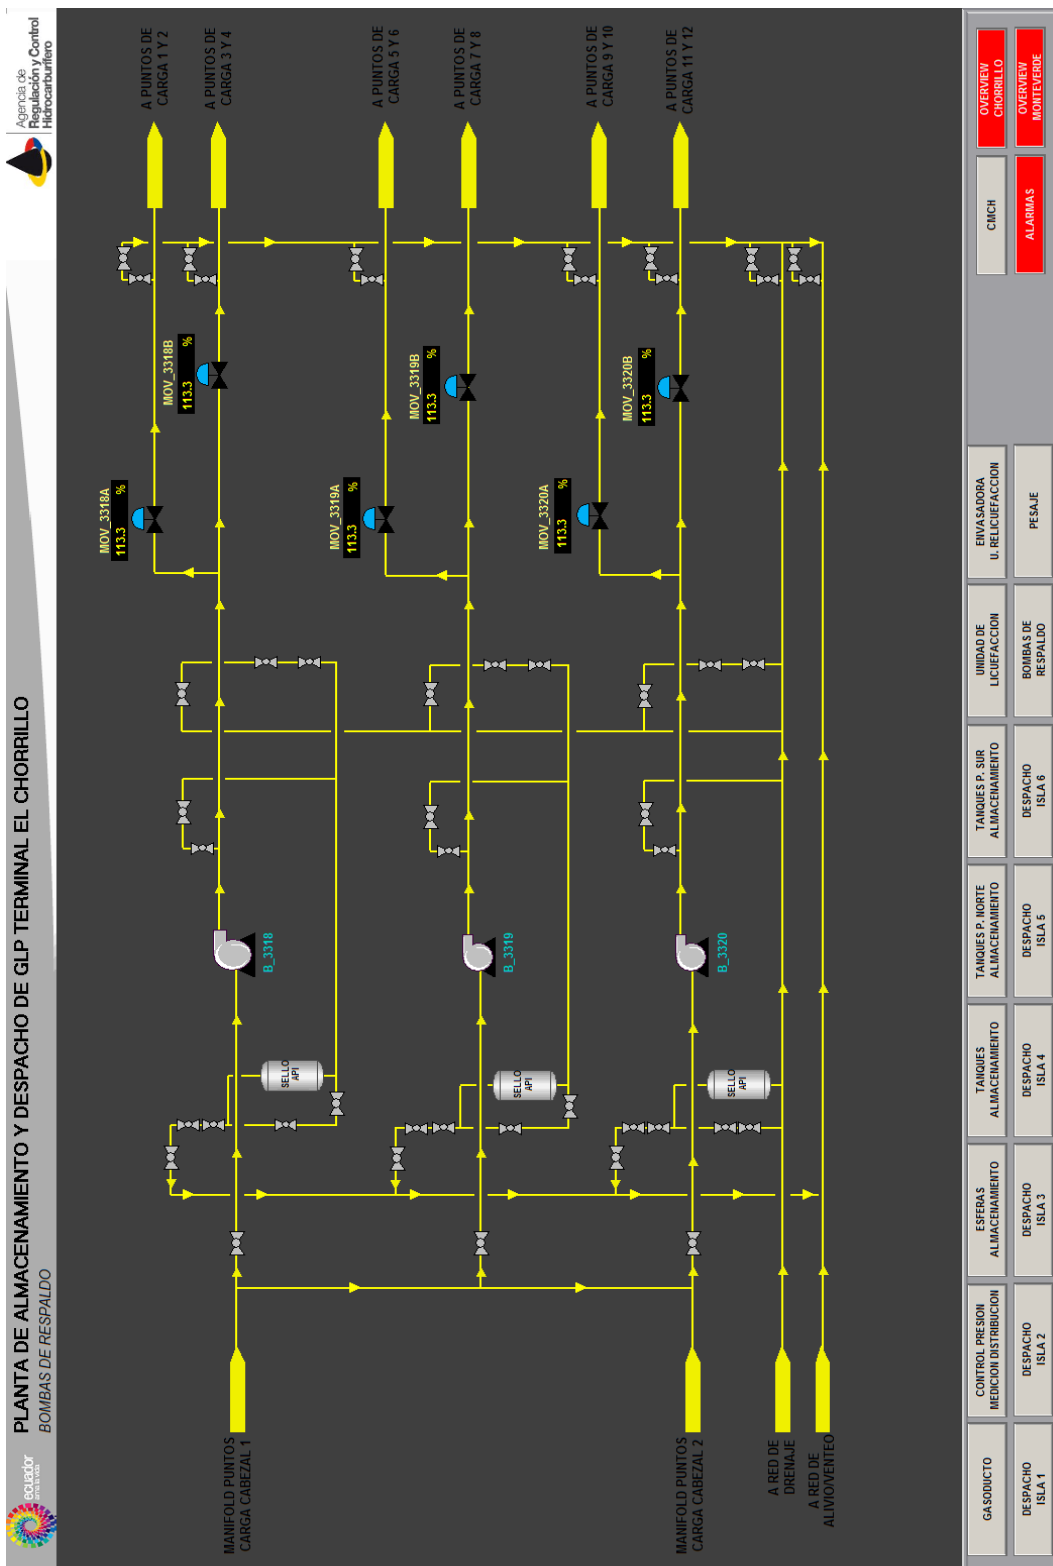 ecuador
ama la vida
PLANTA DE ALMACENAMIENTO Y DESPACHO DE GLP TERMINAL EL CHORRILLO
BOMBAS DE RESPALDO
Agencia de
Regulación y Control
Hidrocarburífero
MOV_3318A
113.3 %
A PUNTOS DE
CARGA 1 Y 2
MOV_3318B
113.3 %
A PUNTOS DE
CARGA 3 Y 4
MANIFOLD PUNTOS
CARGA CABEZAL 1
SELLO
API
B_3318
MOV_3319A
113.3 %
A PUNTOS DE
CARGA 5 Y 6
MOV_3319B
113.3 %
A PUNTOS DE
CARGA 7 Y 8
SELLO
API
B_3319
MOV_3320A
113.3 %
A PUNTOS DE
CARGA 9 Y 10
MOV_3320B
113.3 %
A PUNTOS DE
CARGA 11 Y 12
MANIFOLD PUNTOS
CARGA CABEZAL 2
SELLO
API
B_3320
A RED DE
DRENAJE
A RED DE
ALIVIO/VENTEO
GASODUCTO
CONTROL PRESION
MEDICION DISTRIBUCION
ESFERAS
ALMACENAMIENTO
TANQUES
ALMACENAMIENTO
TANQUES P. NORTE
ALMACENAMIENTO
TANQUES P. SUR
ALMACENAMIENTO
UNIDAD DE
LICUEFACCION
ENVASADORA
U. RELICUEFACCION
CMCH
OVERVIEW
CHORRILLO
DESPACHO
ISLA 1
DESPACHO
ISLA 2
DESPACHO
ISLA 3
DESPACHO
ISLA 4
DESPACHO
ISLA 5
DESPACHO
ISLA 6
BOMBAS DE
RESPALDO
PESAJE
ALARMAS
OVERVIEW
MONTEVERDE